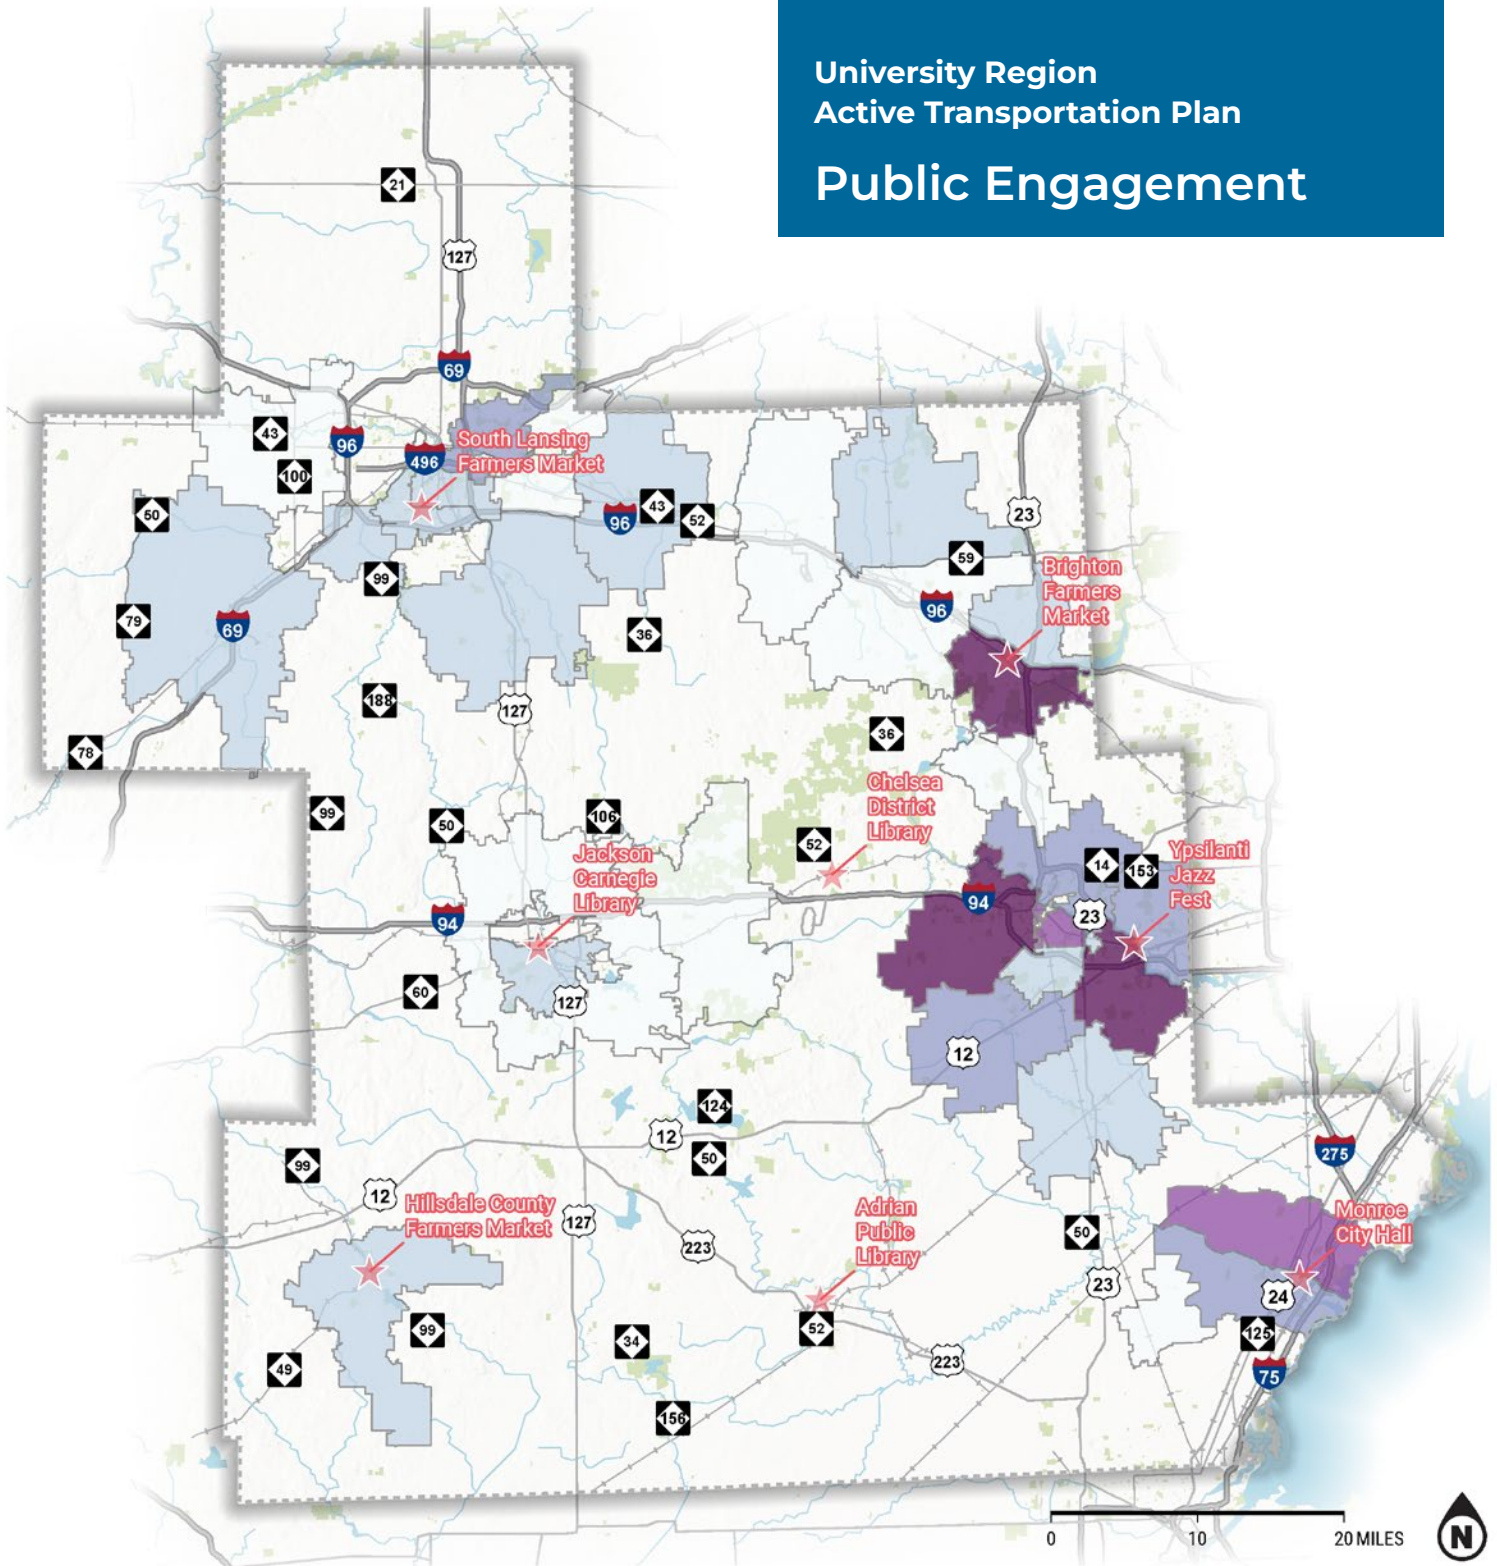 University Region
Active Transportation Plan
Public Engagement
21
127
69
43
96
100
496
South Lansing
Farmers Market
50
96
43
52
23
59
99
Brighton
Farmers
Market
96
79
69
36
188
127
36
78
Chelsea
District
Library
99
50
106
52
Jackson
Carnegie
Library
14
153
Ypsilanti
Jazz
Fest
94
94
23
60
127
12
124
12
50
275
99
12
Hillsdale County
Farmers Market
127
223
Adrian
Public
Library
50
23
Monroe
City Hall
24
99
34
52
125
49
223
75
156
0
10
20 MILES
N